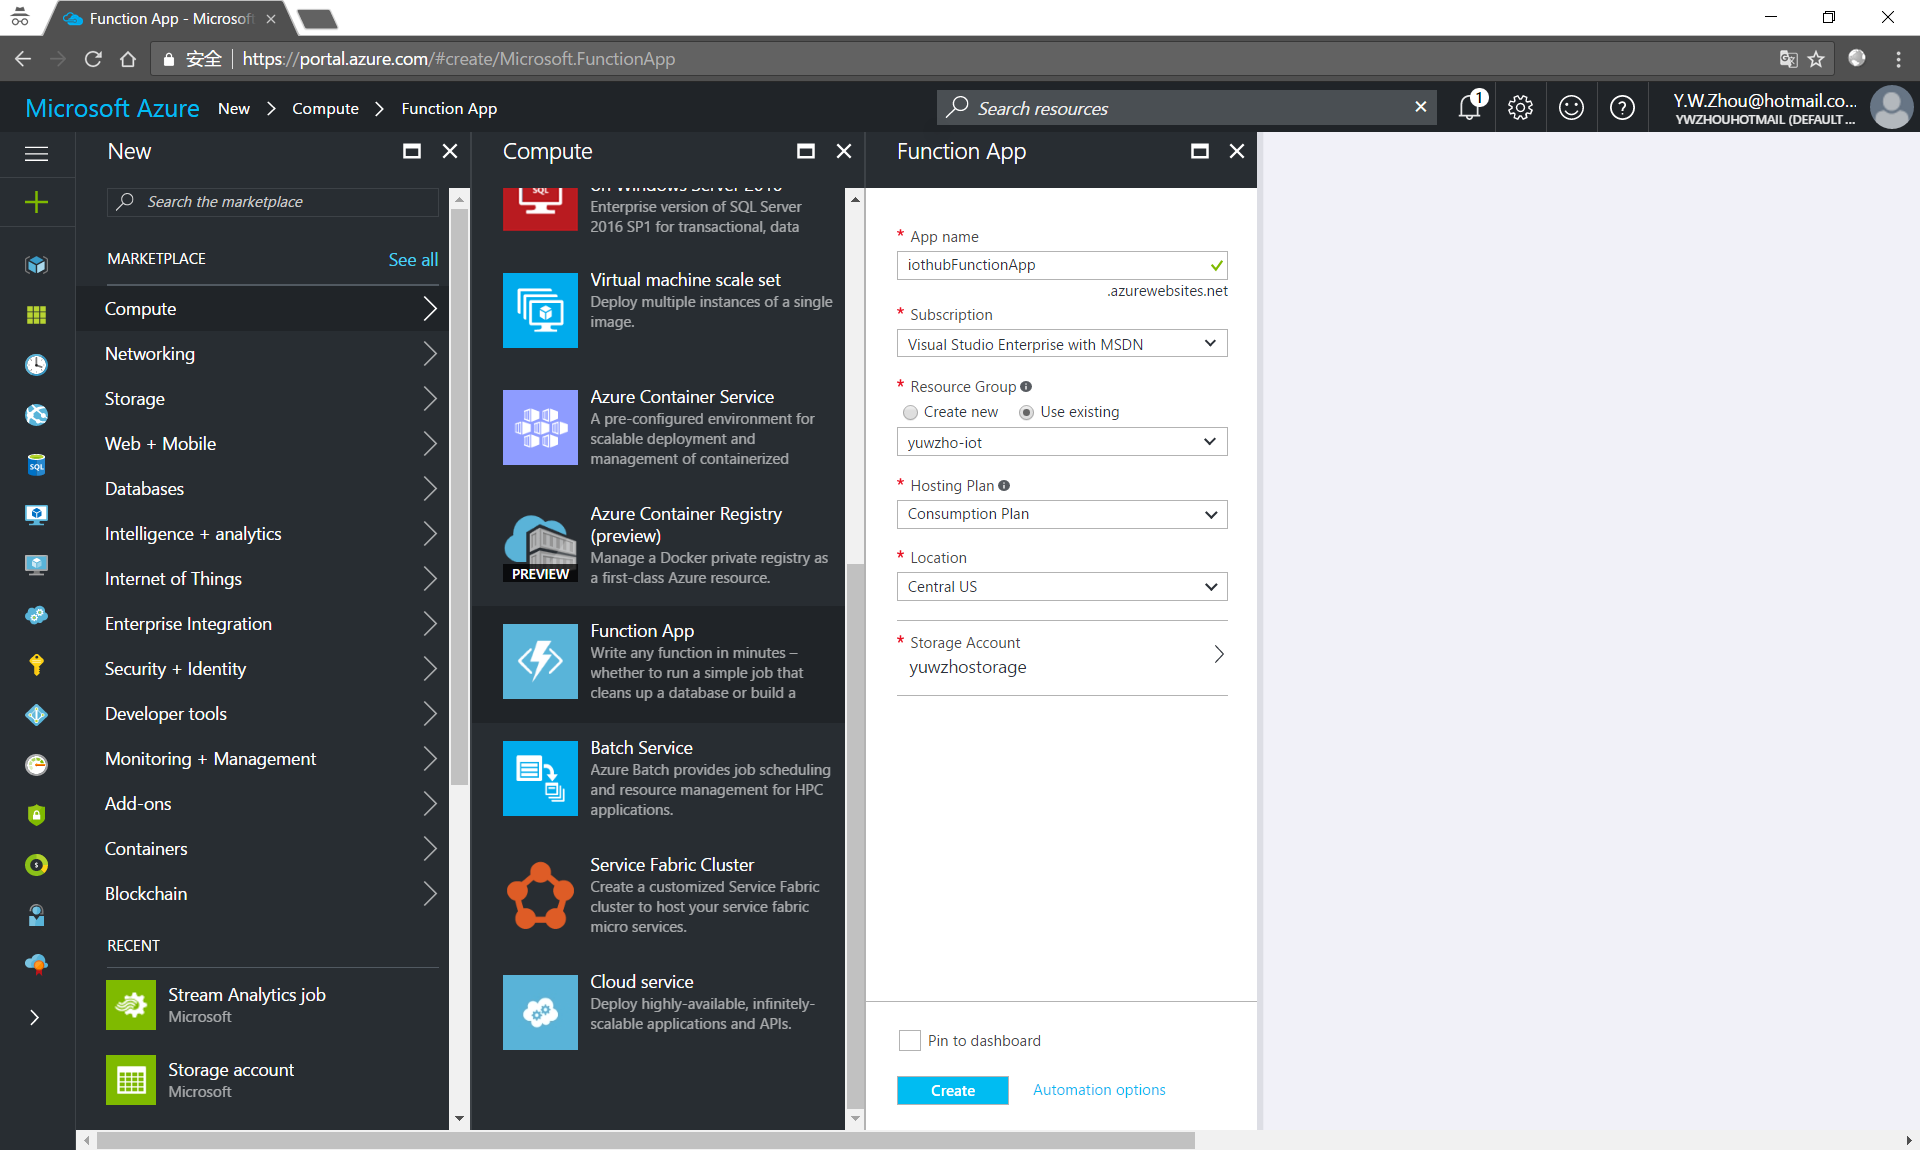 Function App - Microsoft
安全
https://portal.azure.com/#create/Microsoft.FunctionApp
Microsoft Azure
New
Compute
Function App
Search resources
1
Y.W.Zhou@hotmail.co...
YWZHOUHOTMAIL (DEFAULT ...
New
Search the marketplace
MARKETPLACE
See all
Compute
Networking
Storage
Web + Mobile
Databases
Intelligence + analytics
Internet of Things
Enterprise Integration
Security + Identity
Developer tools
Monitoring + Management
Add-ons
Containers
Blockchain
RECENT
Stream Analytics job
Microsoft
Storage account
Microsoft
SQL
Compute
SQL
on Windows Server 2016
Enterprise version of SQL Server
2016 SP1 for transactional, data
Virtual machine scale set
Deploy multiple instances of a single
image.
Azure Container Service
A pre-configured environment for
scalable deployment and
management of containerized
PREVIEW
Azure Container Registry
(preview)
Manage a Docker private registry as
a first-class Azure resource.
Function App
Write any function in minutes –
whether to run a simple job that
cleans up a database or build a
Batch Service
Azure Batch provides job scheduling
and resource management for HPC
applications.
Service Fabric Cluster
Create a customized Service Fabric
cluster to host your service fabric
micro services.
Cloud service
Deploy highly-available, infinitely-
scalable applications and APIs.
Function App
* App name
iothubFunctionApp
.azurewebsites.net
* Subscription
Visual Studio Enterprise with MSDN
* Resource Group
Create new
Use existing
yuwzho-iot
* Hosting Plan
Consumption Plan
* Location
Central US
* Storage Account
yuwzhostorage
Pin to dashboard
Create
Automation options